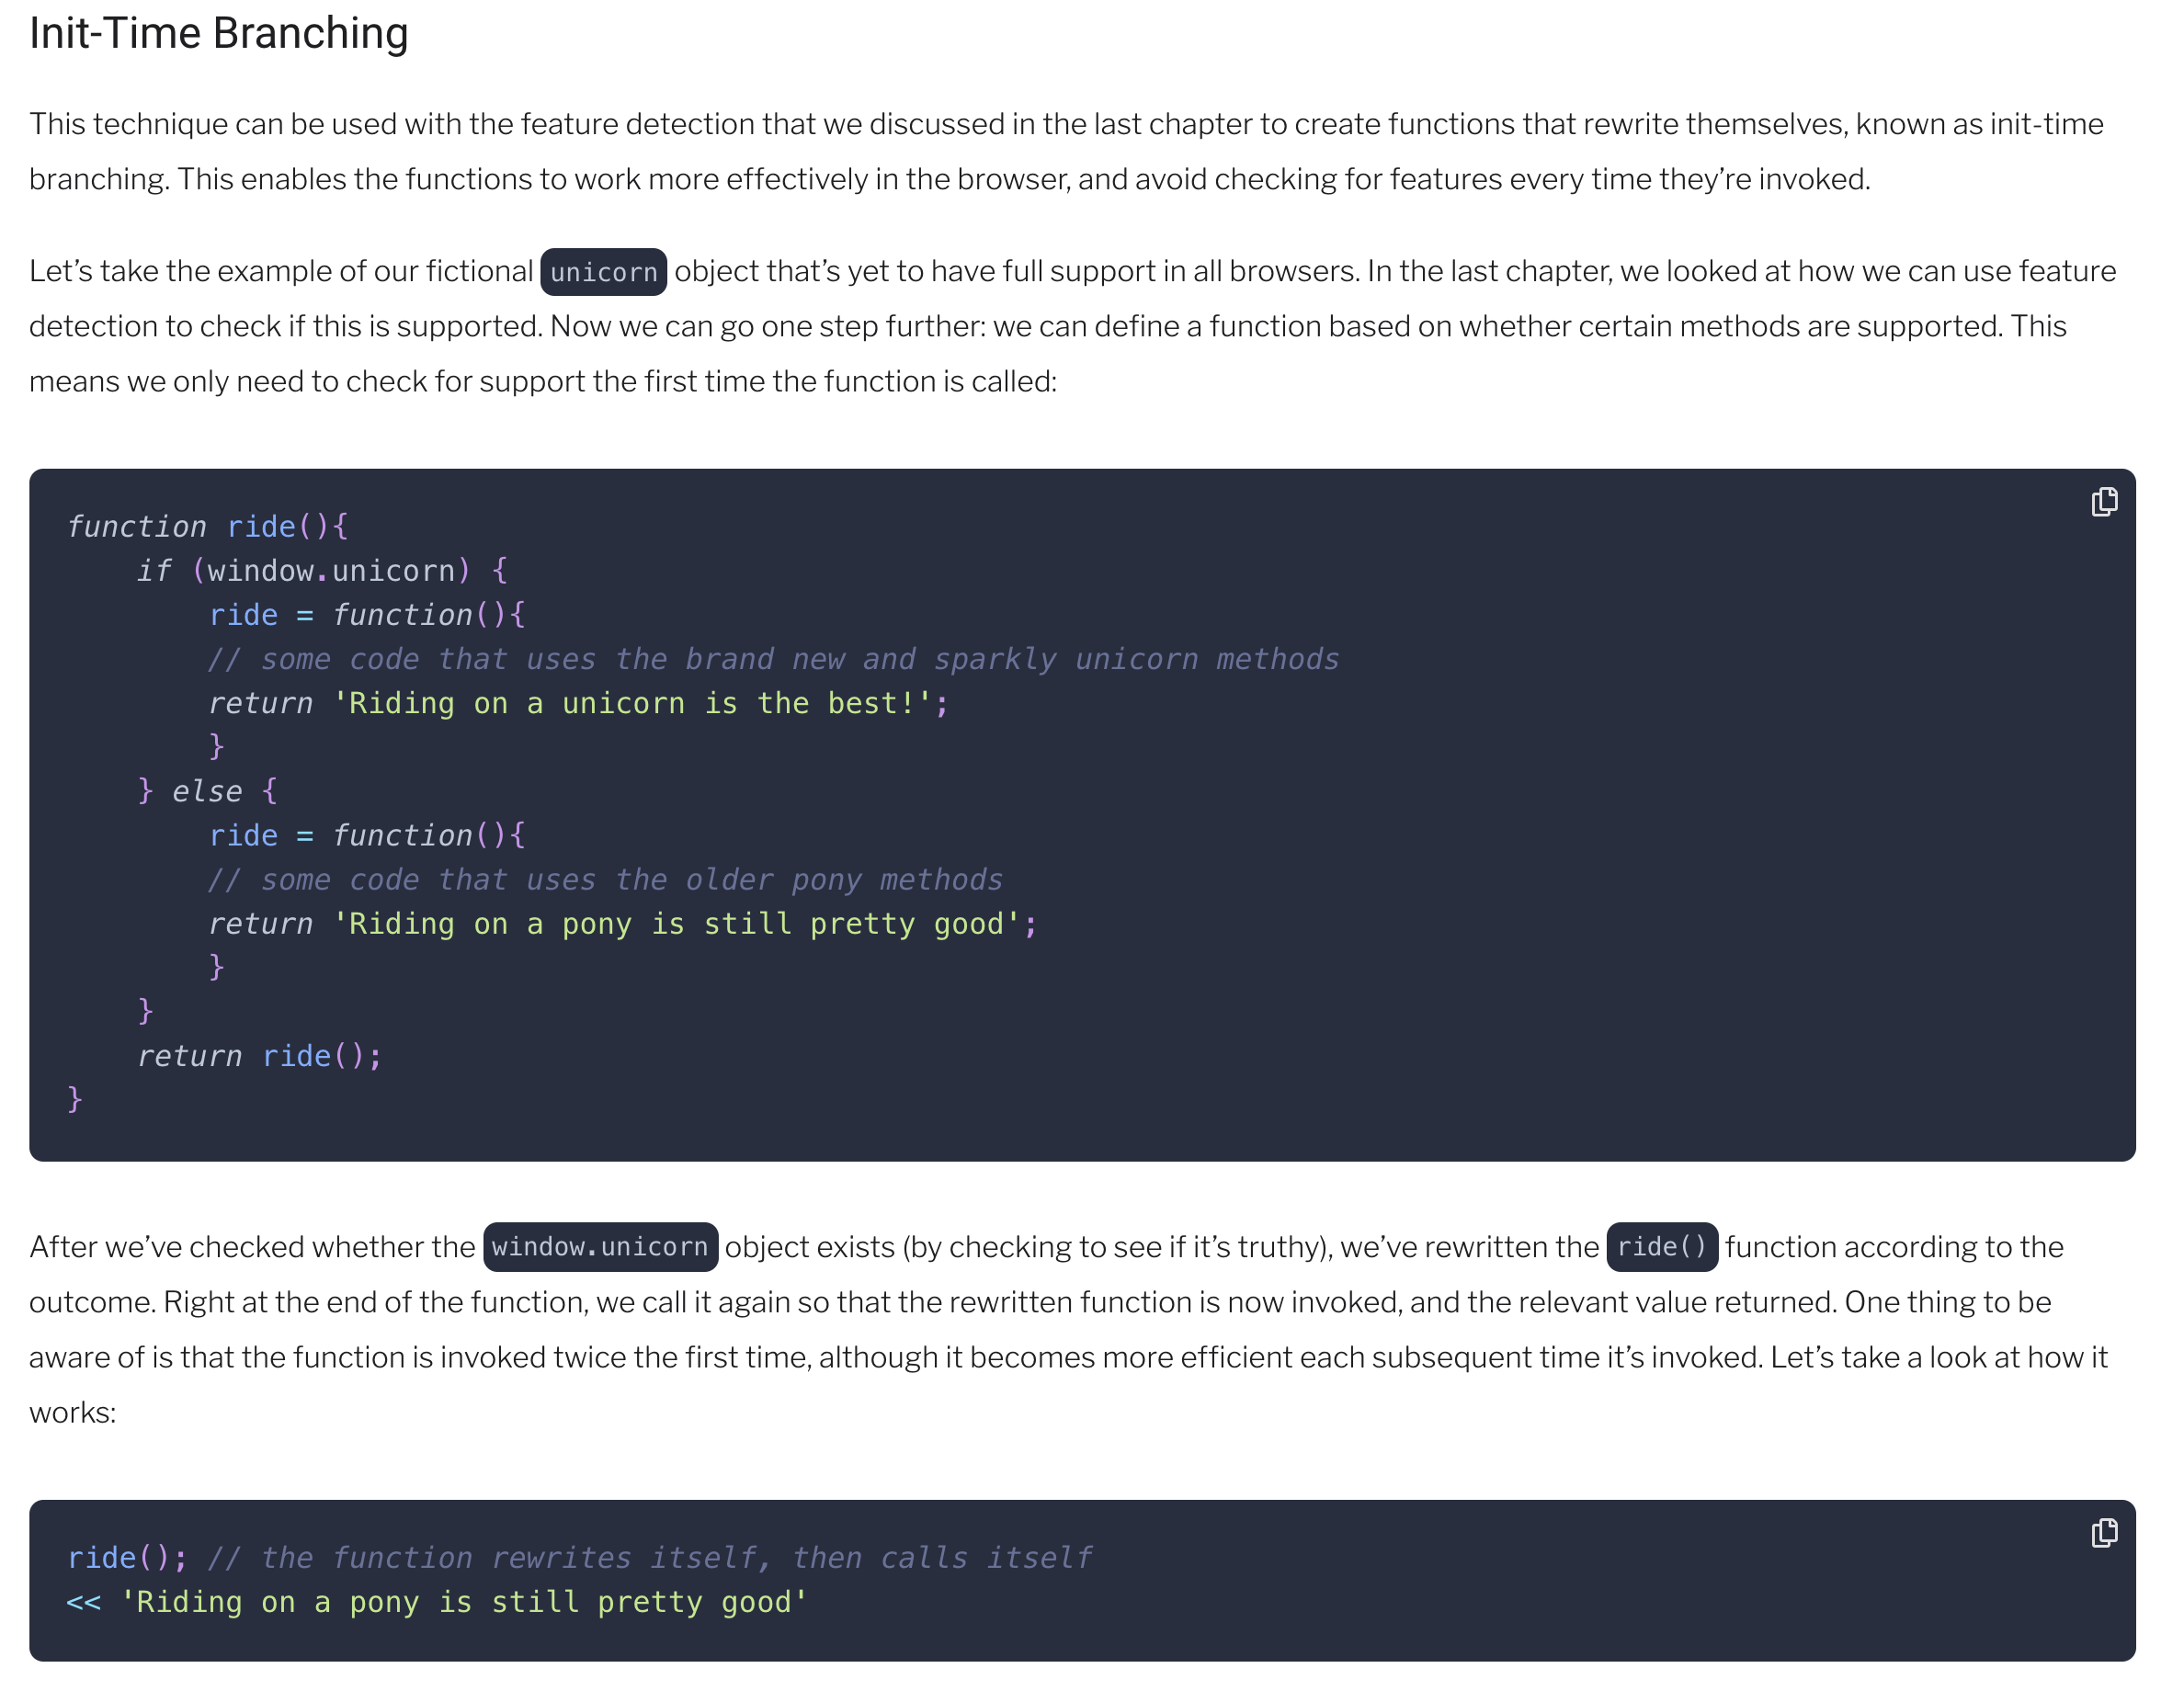 Init-Time Branching
This technique can be used with the feature detection that we discussed in the last chapter to create functions that rewrite themselves, known as init-time
branching. This enables the functions to work more effectively in the browser, and avoid checking for features every time they’re invoked.
Let’s take the example of our fictional unicorn object that’s yet to have full support in all browsers. In the last chapter, we looked at how we can use feature
detection to check if this is supported. Now we can go one step further: we can define a function based on whether certain methods are supported. This
means we only need to check for support the first time the function is called:
function ride(){
    if (window.unicorn) {
        ride = function(){
        // some code that uses the brand new and sparkly unicorn methods
        return 'Riding on a unicorn is the best!';
        }
    } else {
        ride = function(){
        // some code that uses the older pony methods
        return 'Riding on a pony is still pretty good';
        }
    }
    return ride();
}
After we’ve checked whether the window.unicorn object exists (by checking to see if it’s truthy), we’ve rewritten the ride() function according to the
outcome. Right at the end of the function, we call it again so that the rewritten function is now invoked, and the relevant value returned. One thing to be
aware of is that the function is invoked twice the first time, although it becomes more efficient each subsequent time it’s invoked. Let’s take a look at how it
works:
ride(); // the function rewrites itself, then calls itself
<< 'Riding on a pony is still pretty good'